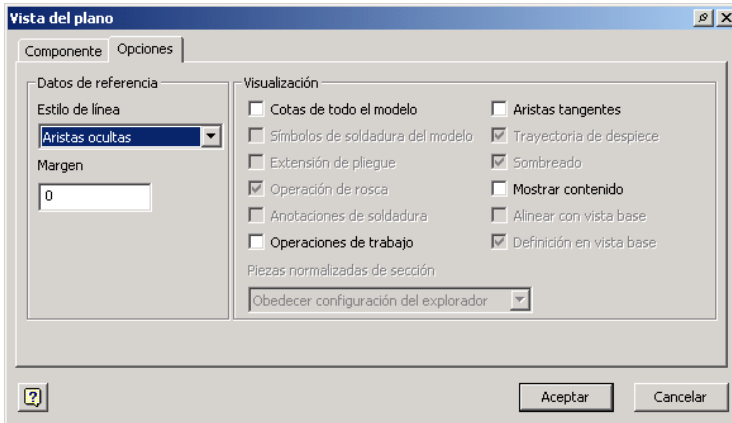 Vista del plano
Componente
Opciones
Datos de referencia
Estilo de línea
Aristas ocultas
Margen
0
Visualización
Cotas de todo el modelo
Símbolos de soldadura del modelo
Extensión de pliegue
Operación de rosca
Anotaciones de soldadura
Operaciones de trabajo
Aristas tangentes
Trayectoria de despiece
Sombreado
Mostrar contenido
Alinear con vista base
Definición en vista base
Piezas normalizadas de sección
Obedecer configuración del explorador
?
Aceptar
Cancelar